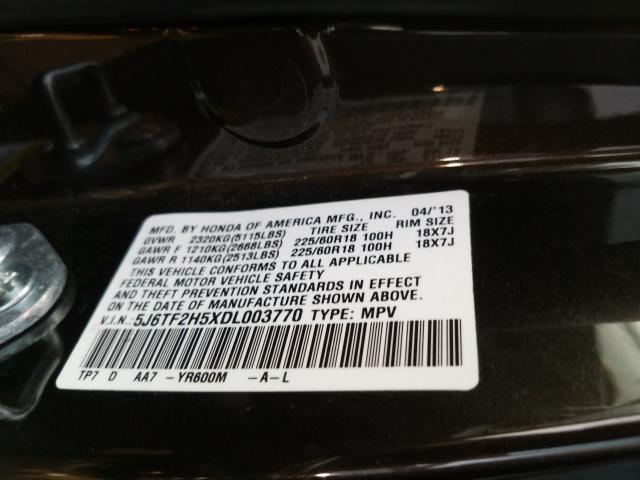 MFD. BY HONDA OF AMERICA MFG., INC. 04/'13
GVWR 2320KG(5115LBS) TIRE SIZE RIM SIZE
GAWR F 1210KG(2668LBS) 225/60R18 100H 18X7J
GAWR R 1140KG(2513LBS) 225/60R18 100H 18X7J
THIS VEHICLE CONFORMS TO ALL APPLICABLE
FEDERAL MOTOR VEHICLE SAFETY
AND THEFT PREVENTION STANDARDS IN EFFECT
ON THE DATE OF MANUFACTURE SHOWN ABOVE.
V.I.N.: 5J6TF2H5XDL003770 TYPE: MPV
TP7 D AA7 -YR600M -A-L